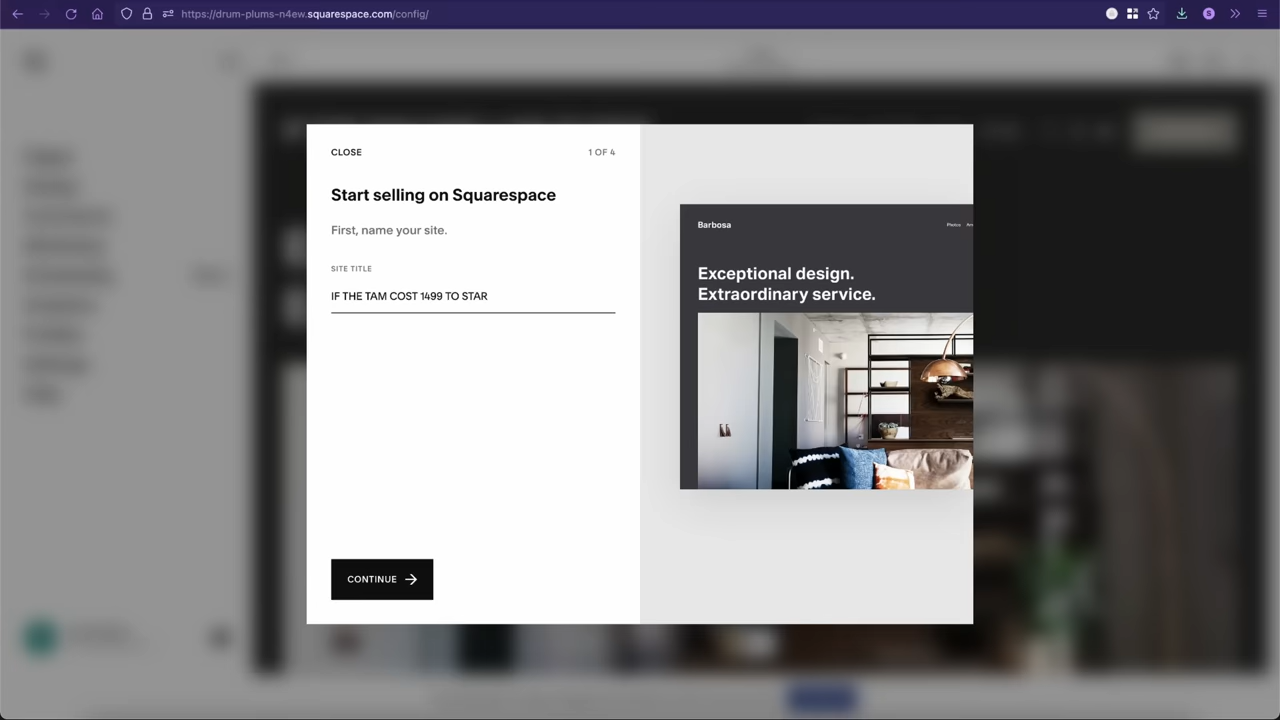 https://drum-plums-n4ew.squarespace.com/config/
S
CLOSE
1 OF 4
Start selling on Squarespace
First, name your site.
SITE TITLE
IF THE TAM COST 1499 TO STAR
CONTINUE
Barbosa
Photos
Exceptional design.
Extraordinary service.